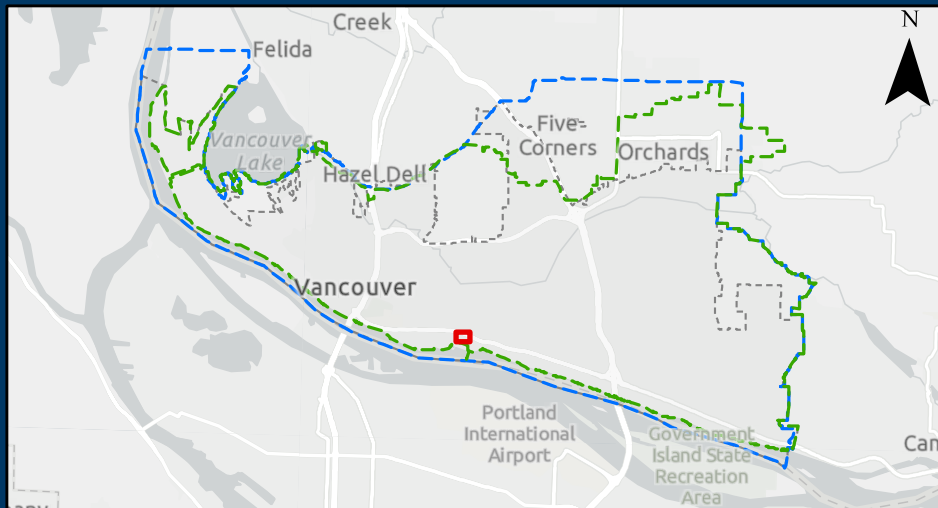 Creek
N
Felida
Vancouver
Lake
Five-
Corners
Orchards
Hazel Dell
Vancouver
Portland
International
Airport
Government
Island State
Recreation
Area
Cam